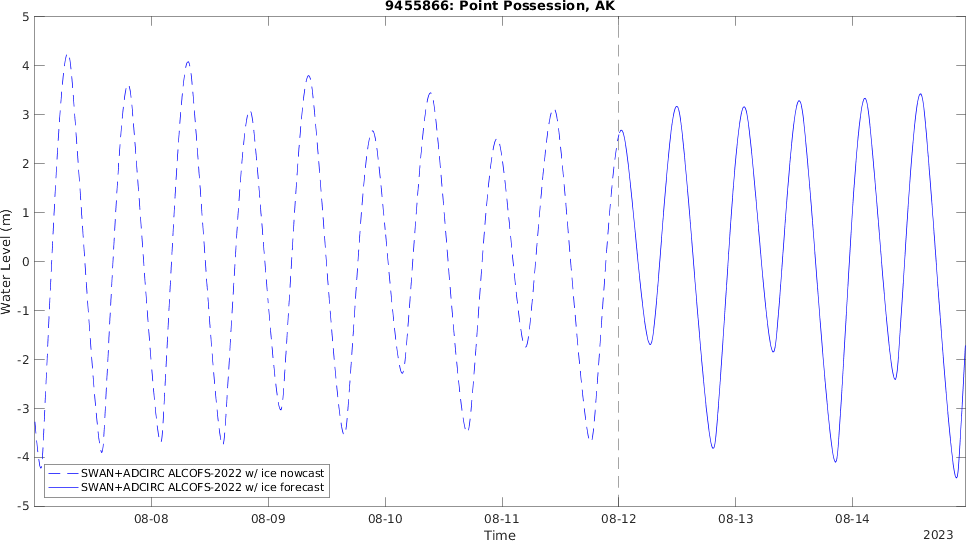 9455866: Point Possession, AK
5
4
3
2
1
0
-1
-2
-3
-4
-5
Water Level (m)
SWAN+ADCIRC ALCOFS-2022 w/ ice nowcast
SWAN+ADCIRC ALCOFS-2022 w/ ice forecast
08-08 08-09 08-10 08-11 08-12 08-13 08-14
Time
2023